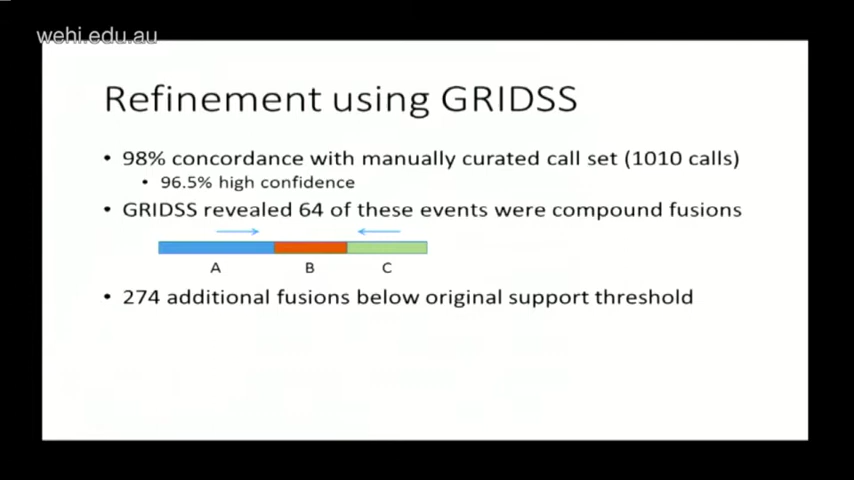 wehi.edu.au
Refinement using GRIDSS
• 98% concordance with manually curated call set (1010 calls)
• 96.5% high confidence
• GRIDSS revealed 64 of these events were compound fusions
A B C
• 274 additional fusions below original support threshold